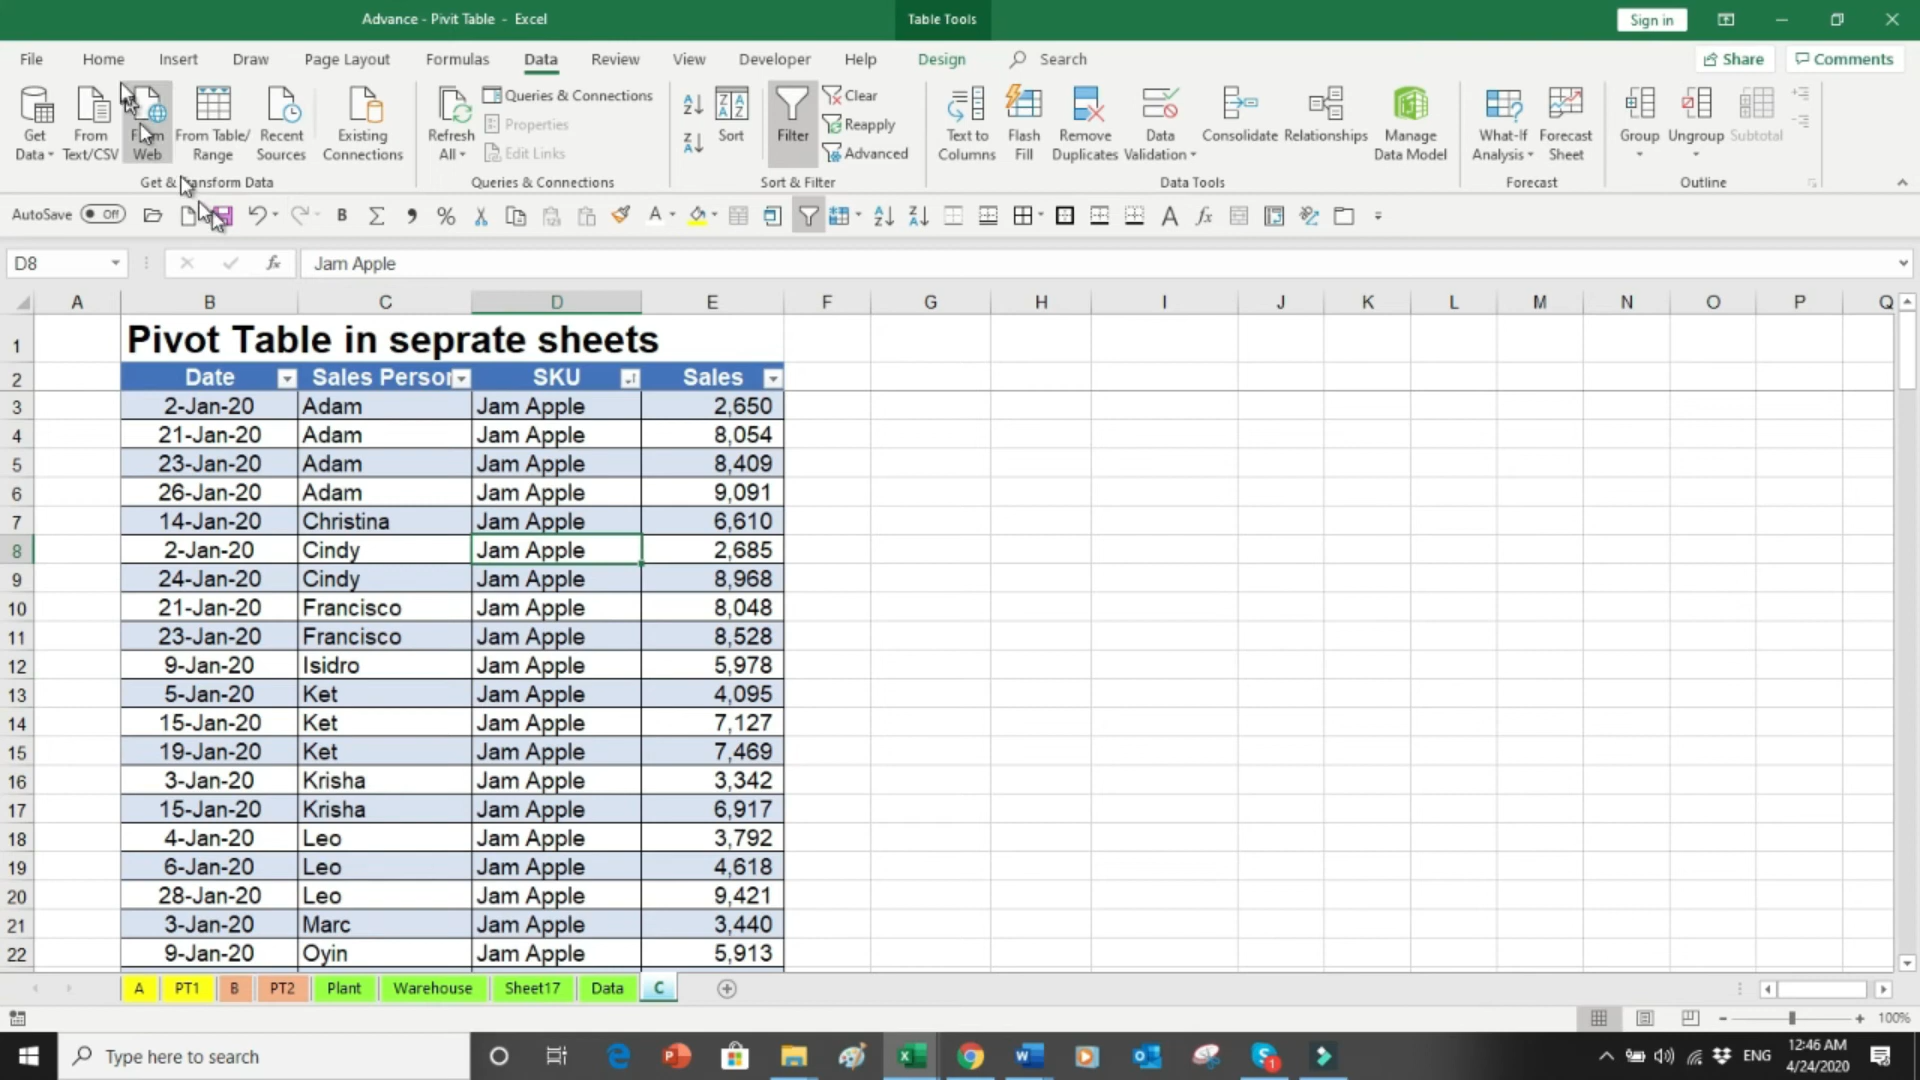 Advance - Pivit Table - Excel
Table Tools
Sign in
File Home Insert Draw Page Layout Formulas Data Review View Developer Help Design Search
Share Comments
Get Data
From Text/CSV
From Web
From Table/ Range
Recent Sources
Existing Connections
Get & Transform Data
Refresh All
Queries & Connections
Properties
Edit Links
Queries & Connections
Sort
Filter
Clear
Reapply
Advanced
Sort & Filter
Text to Columns
Flash Fill
Remove Duplicates
Data Validation
Consolidate
Relationships
Manage Data Model
Data Tools
What-If Analysis
Forecast Sheet
Forecast
Group
Ungroup
Subtotal
Outline
AutoSave Off
D8 fx Jam Apple
A B C D E F G H I J K L M N O P Q
1 Pivot Table in seprate sheets
2 Date Sales Person SKU Sales
3 2-Jan-20 Adam Jam Apple 2,650
4 21-Jan-20 Adam Jam Apple 8,054
5 23-Jan-20 Adam Jam Apple 8,409
6 26-Jan-20 Adam Jam Apple 9,091
7 14-Jan-20 Christina Jam Apple 6,610
8 2-Jan-20 Cindy Jam Apple 2,685
9 24-Jan-20 Cindy Jam Apple 8,968
10 21-Jan-20 Francisco Jam Apple 8,048
11 23-Jan-20 Francisco Jam Apple 8,528
12 9-Jan-20 Isidro Jam Apple 5,978
13 5-Jan-20 Ket Jam Apple 4,095
14 15-Jan-20 Ket Jam Apple 7,127
15 19-Jan-20 Ket Jam Apple 7,469
16 3-Jan-20 Krisha Jam Apple 3,342
17 15-Jan-20 Krisha Jam Apple 6,917
18 4-Jan-20 Leo Jam Apple 3,792
19 6-Jan-20 Leo Jam Apple 4,618
20 28-Jan-20 Leo Jam Apple 9,421
21 3-Jan-20 Marc Jam Apple 3,440
22 9-Jan-20 Oyin Jam Apple 5,913
A PT1 B PT2 Plant Warehouse Sheet17 Data C
100%
Type here to search
ENG
12:46 AM
4/24/2020